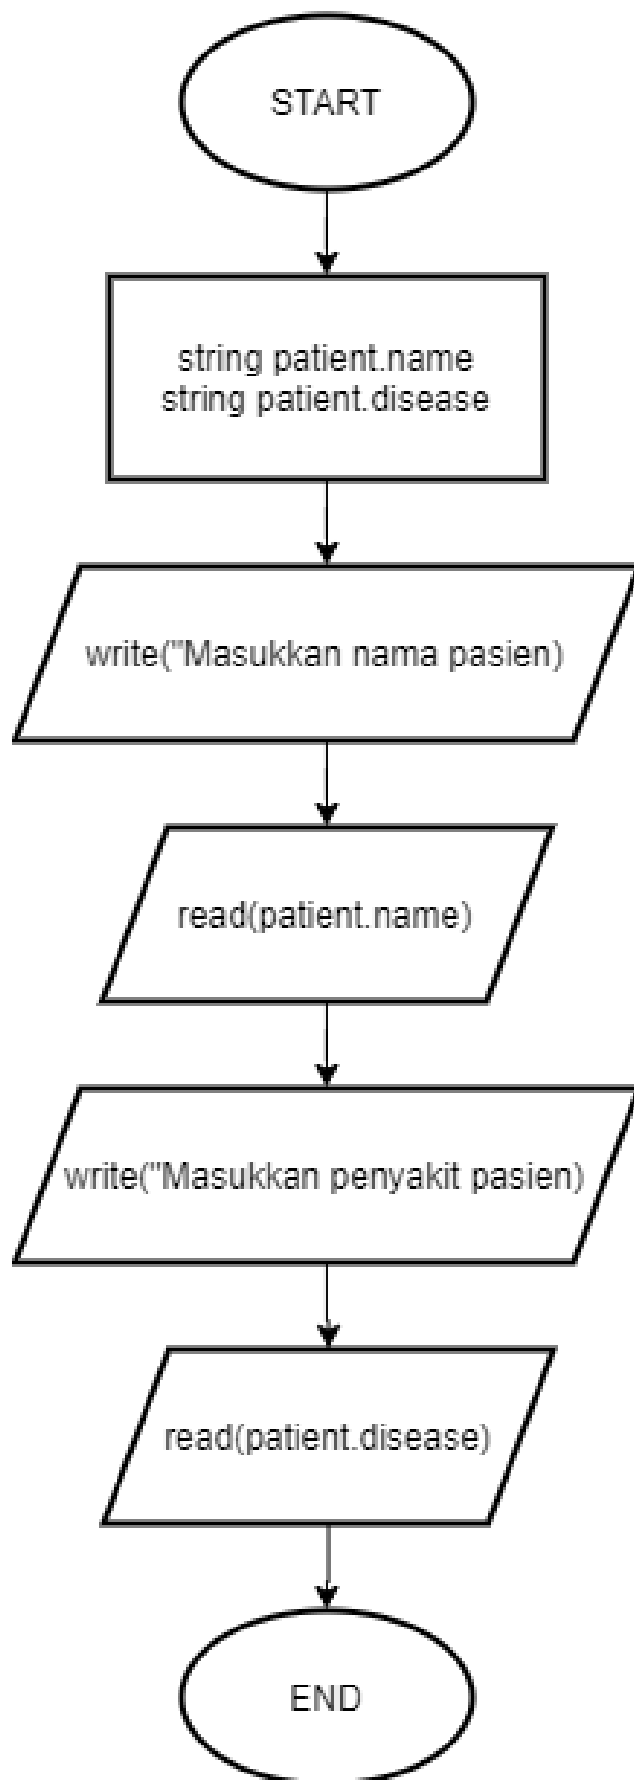 START
string patient.name
string patient.disease
write("Masukkan nama pasien)
read(patient.name)
write("Masukkan penyakit pasien)
read(patient.disease)
END